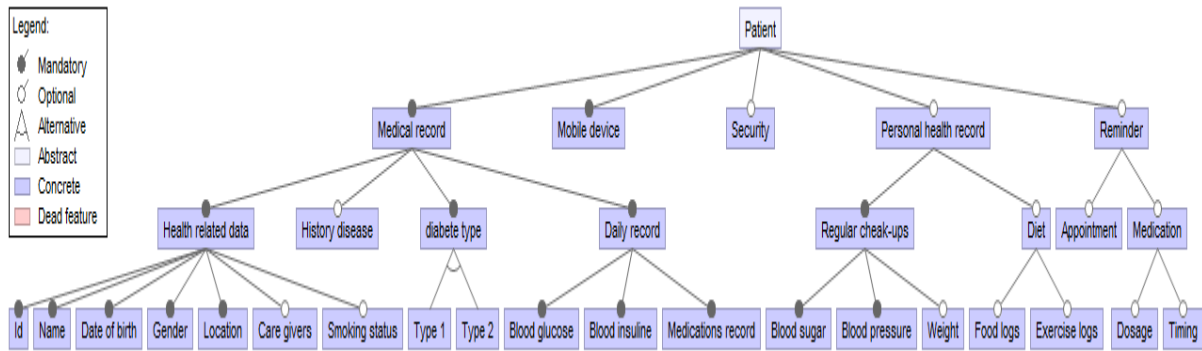 Legend:
Mandatory
Optional
Alternative
Abstract
Concrete
Dead feature
Patient
Medical record
Mobile device
Security
Personal health record
Reminder
Health related data
History disease
diabete type
Daily record
Regular cheak-ups
Diet
Appointment
Medication
Id
Name
Date of birth
Gender
Location
Care givers
Smoking status
Type 1
Type 2
Blood glucose
Blood insuline
Medications record
Blood sugar
Blood pressure
Weight
Food logs
Exercise logs
Dosage
Timing